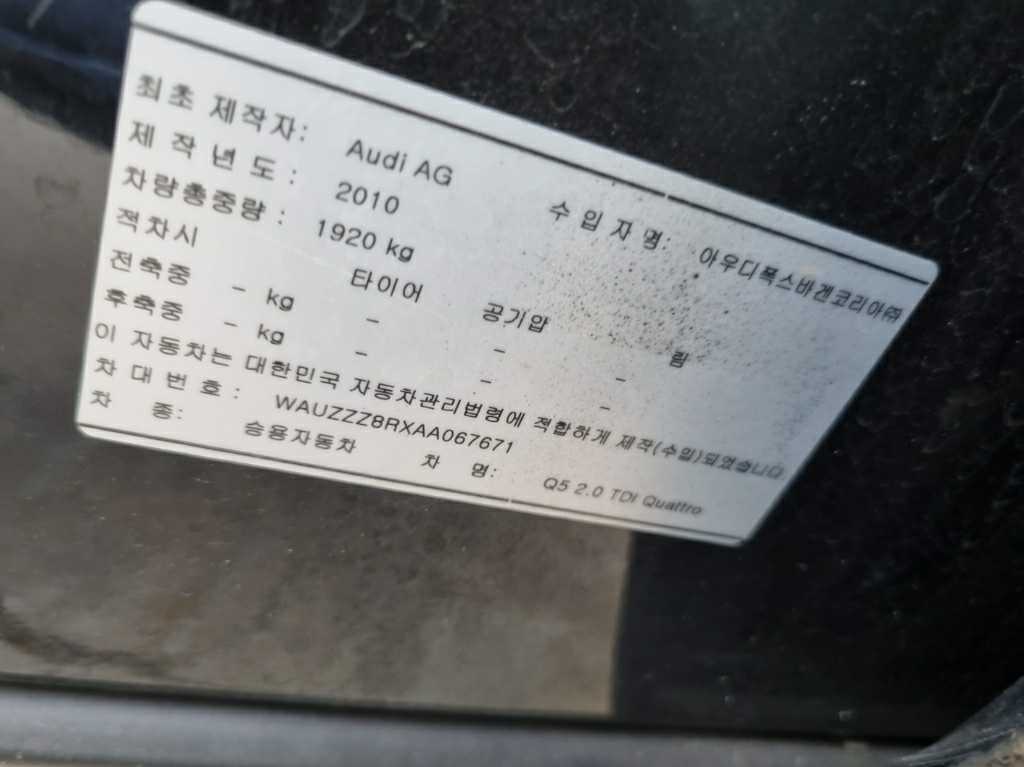 최초 제작자: Audi AG 수입자명: 아우디폭스바겐코리아㈜
제작년도: 2010
차량총중량: 1920 kg
적차시 타이어 공기압 림
전축중 - kg - - -
후축중 - kg - - -
이 자동차는 대한민국 자동차관리법령에 적합하게 제작(수입)되었습니다
차대번호: WAUZZZ8RXAA067671
차 종: 승용자동차 차 명: Q5 2.0 TDI Quattro